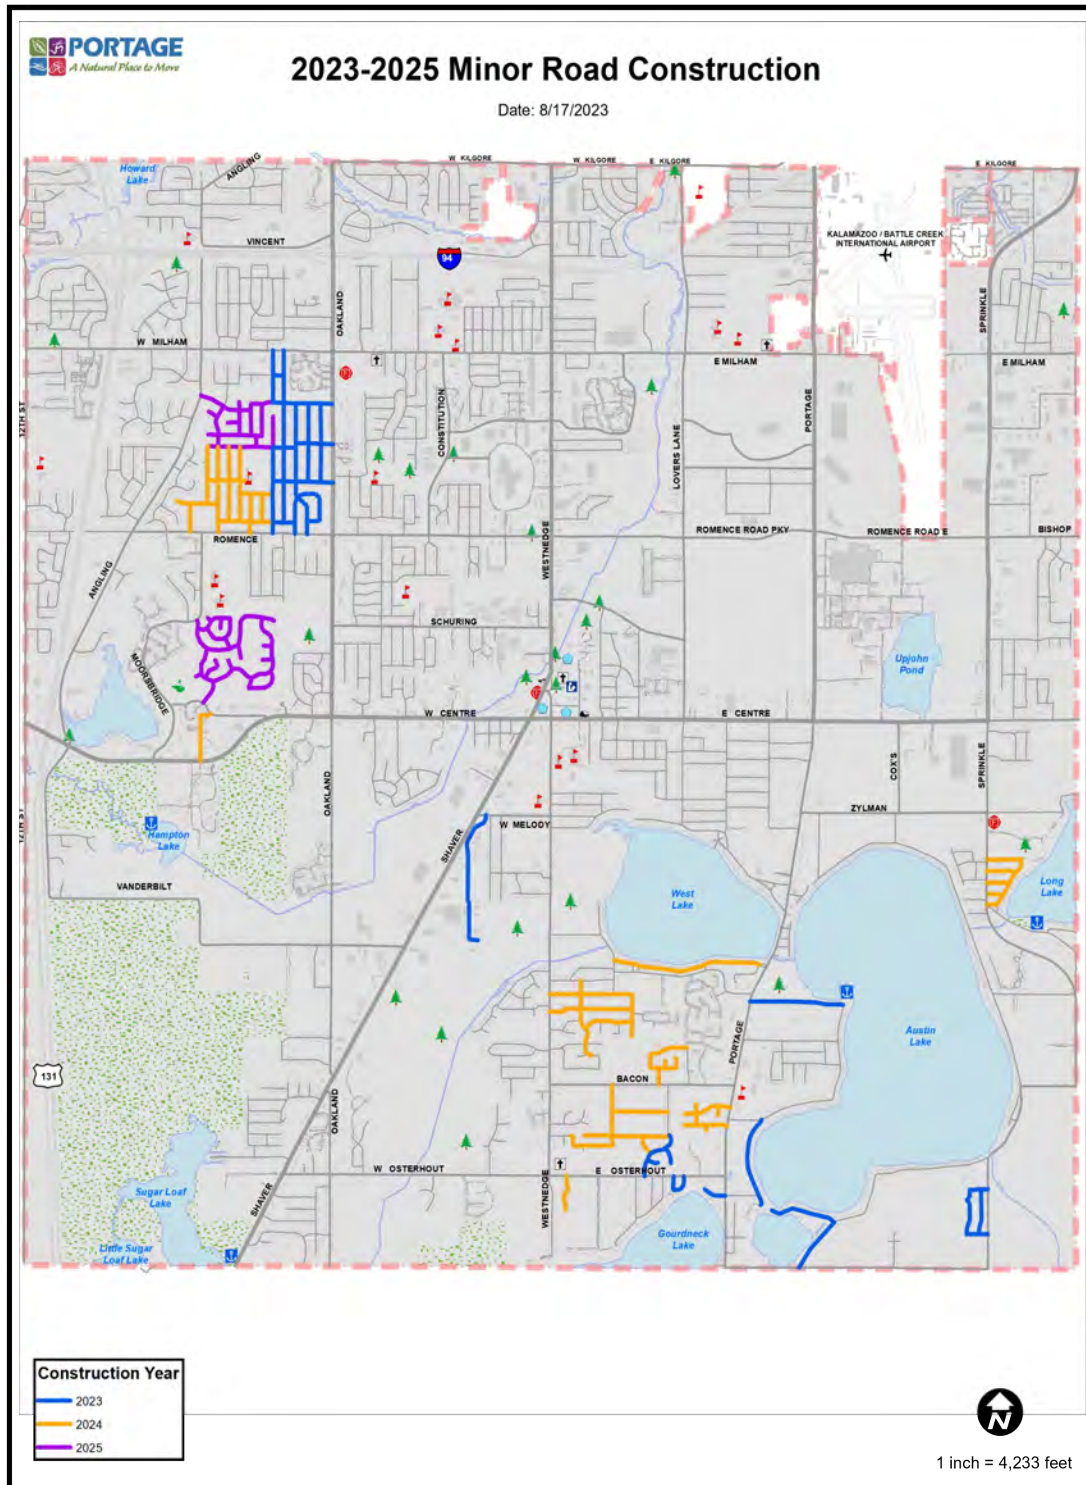 PORTAGE
A Natural Place to Move
2023-2025 Minor Road Construction
Date: 8/17/2023
W KILGORE
W KILGORE
E KILGORE
E KILGORE
Howard
Lake
ANGLING
VINCENT
94
KALAMAZOO / BATTLE CREEK
INTERNATIONAL AIRPORT
OAKLAND
SPRINKLE
W MILHAM
E MILHAM
E MILHAM
12TH ST
CONSTITUTION
LOVERS LANE
PORTAGE
ROMENCE
WESTNEDGE
ROMENCE ROAD PKY
ROMENCE ROAD E
BISHOP
ANGLING
SCHURING
MOORSBRIDGE
Upjohn
Pond
W CENTRE
E CENTRE
OAKLAND
COX'S
SPRINKLE
12TH ST
ZYLMAN
W MELODY
SHAVER
Hampton
Lake
VANDERBILT
West
Lake
Long
Lake
Austin
Lake
PORTAGE
131
BACON
OAKLAND
W OSTERHOUT
E OSTERHOUT
SHAVER
WESTNEDGE
Sugar Loaf
Lake
Little Sugar
Loaf Lake
Gourdneck
Lake
Construction Year
2023
2024
2025
N
1 inch = 4,233 feet